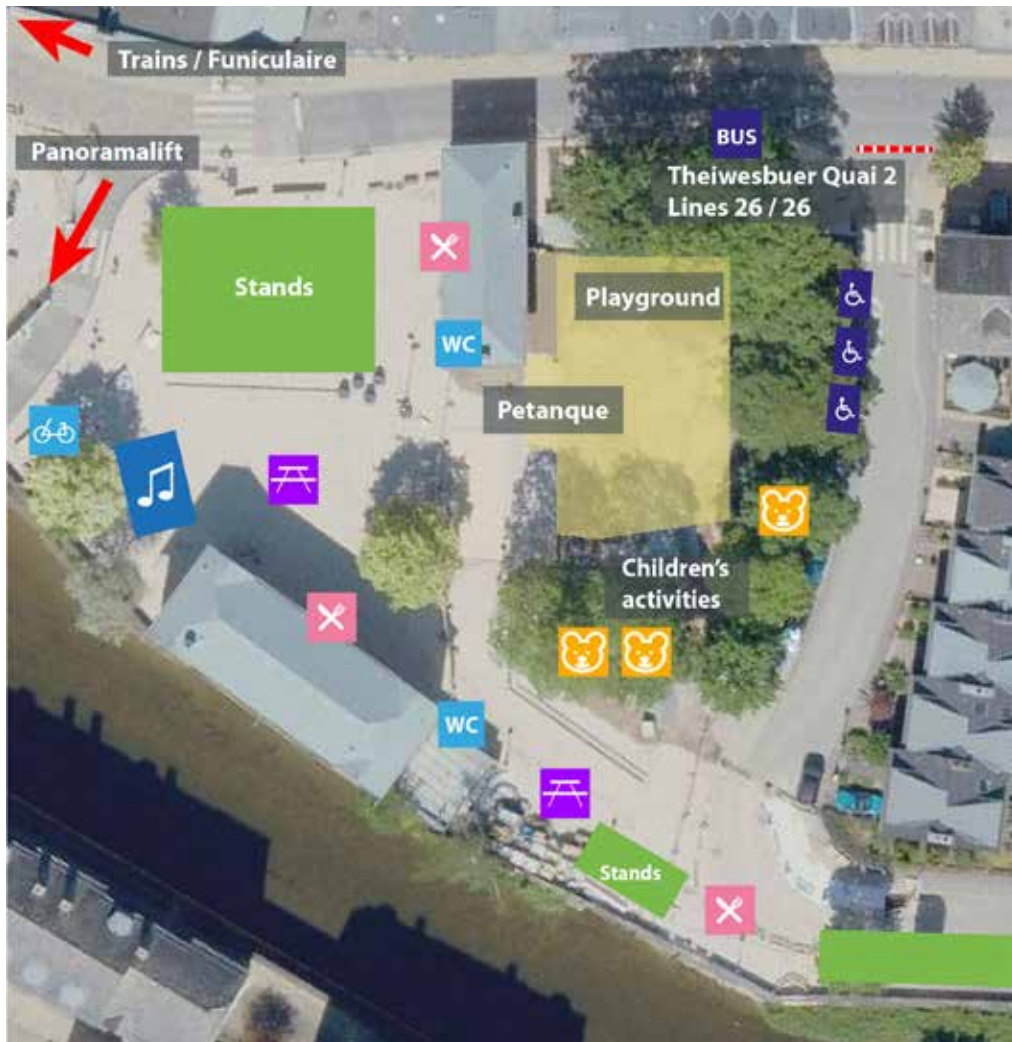 Trains / Funiculaire
Panoramalift
BUS
Theiwesbuer Quai 2
Lines 26 / 26
Stands
Playground
WC
Petanque
Children's
activities
WC
Stands